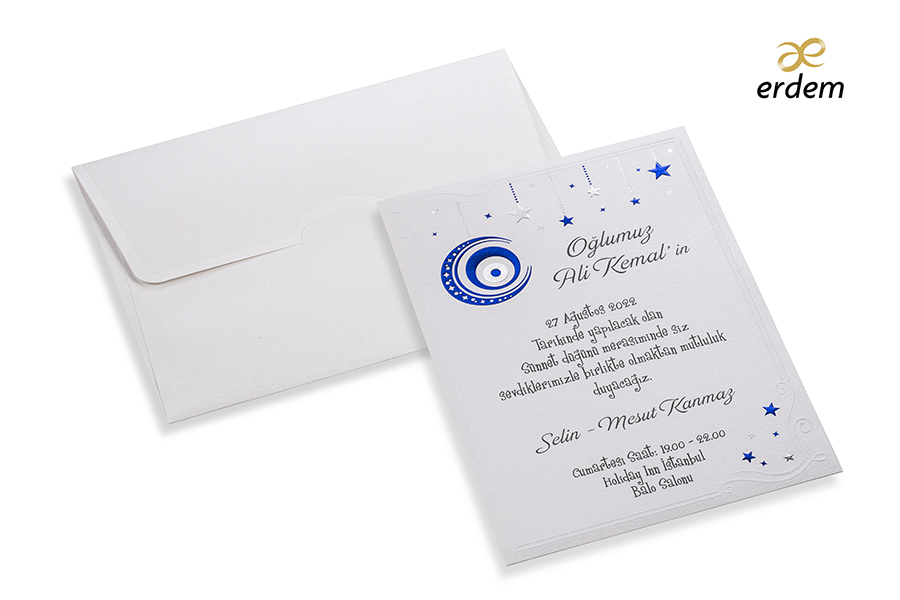 erdem
Oğlumuz
Ali Kemal' in
27 Ağustos 2022
Tarihinde yapılacak olan
Sünnet düğünü merasiminde siz
sevdiklerimizle birlikte olmaktan mutluluk
duyacağız.
Selin - Mesut Kanmaz
Cumartesi Saat: 19.00 - 22.00
Holiday Inn İstanbul
Balo Salonu